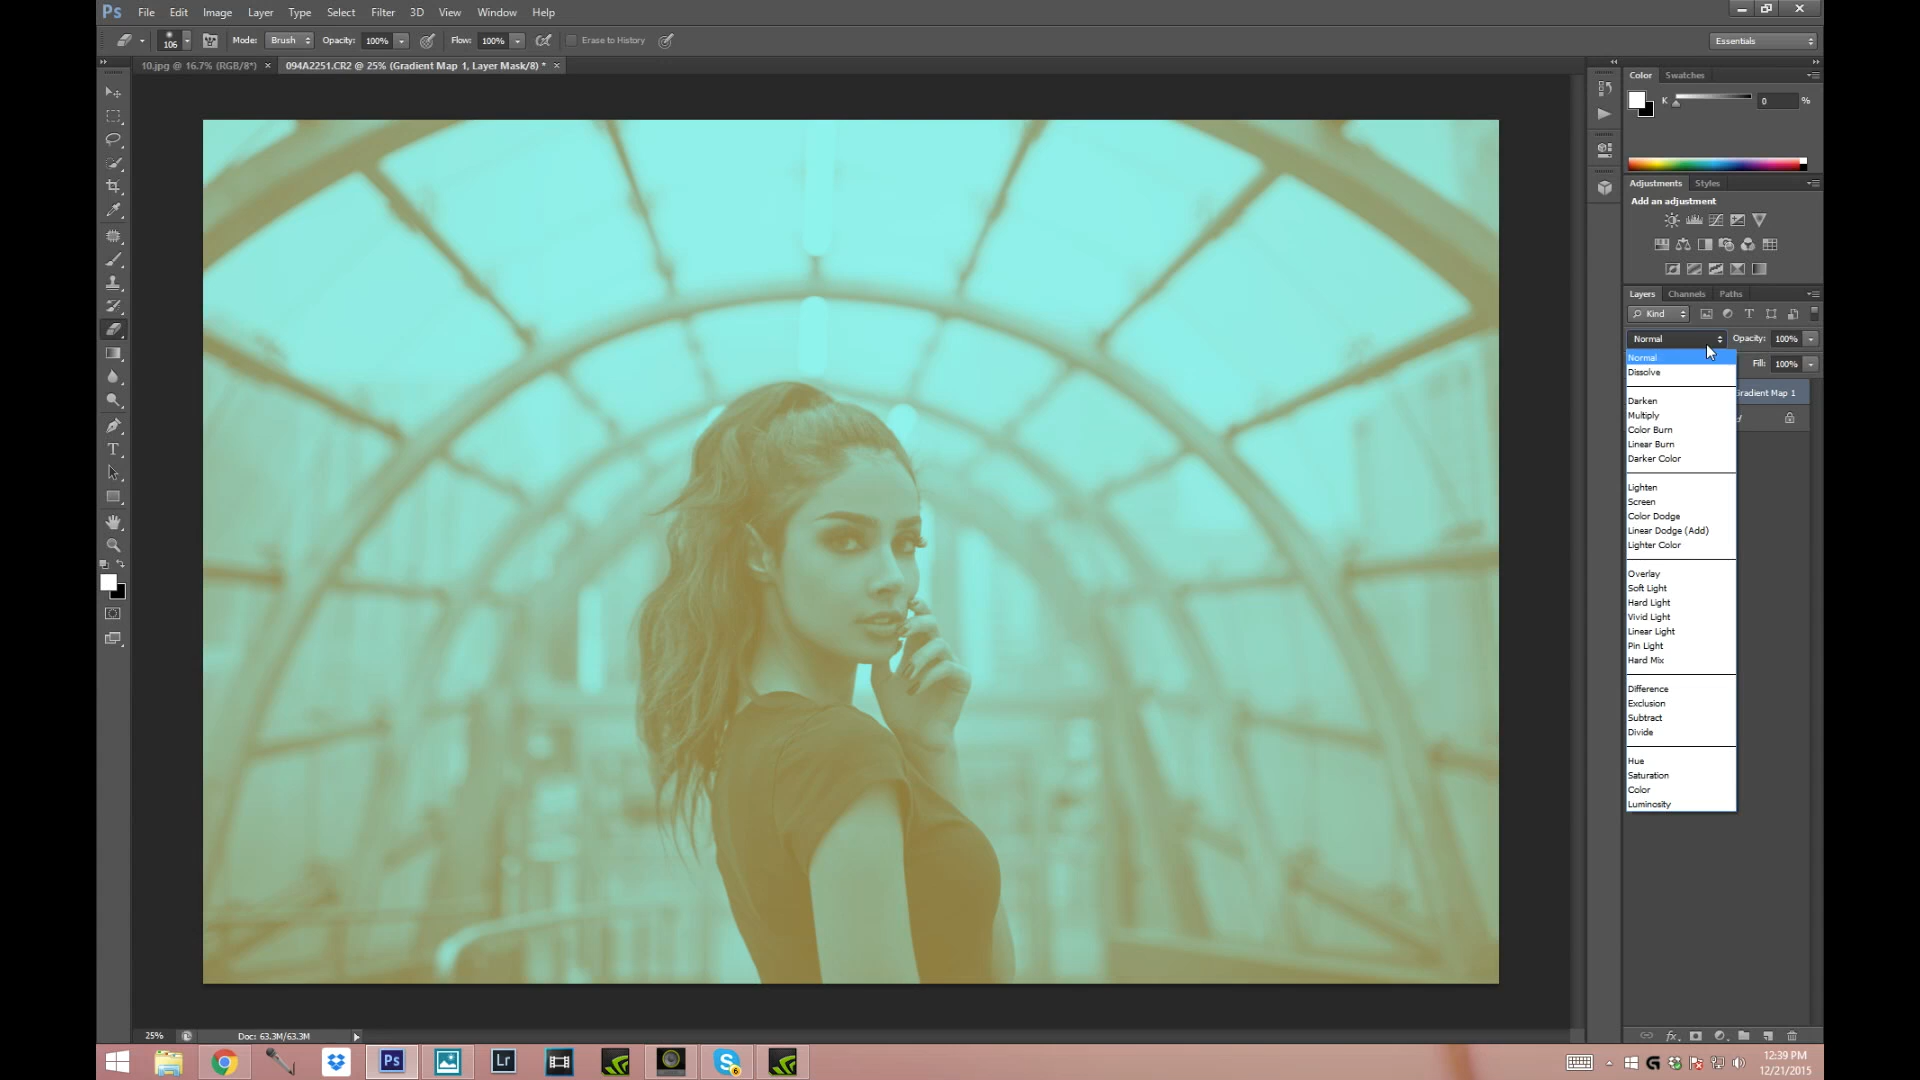 Ps File Edit Image Layer Type Select Filter 3D View Window Help
106 Mode: Brush Opacity: 100% Flow: 100% Erase to History Essentials
10.jpg @ 16.7% (RGB/8*) × 094A2251.CR2 @ 25% (Gradient Map 1, Layer Mask/8) * ×
Color Swatches
K 0 %
Adjustments Styles
Add an adjustment
Layers Channels Paths
Kind
Normal Opacity: 100%
Normal Fill: 100%
Dissolve
Gradient Map 1
Darken
Multiply
Color Burn
Linear Burn
Darker Color
Lighten
Screen
Color Dodge
Linear Dodge (Add)
Lighter Color
Overlay
Soft Light
Hard Light
Vivid Light
Linear Light
Pin Light
Hard Mix
Difference
Exclusion
Subtract
Divide
Hue
Saturation
Color
Luminosity
25% Doc: 63.3M/63.3M
fx
Ps Lr 6
12:39 PM
12/21/2015